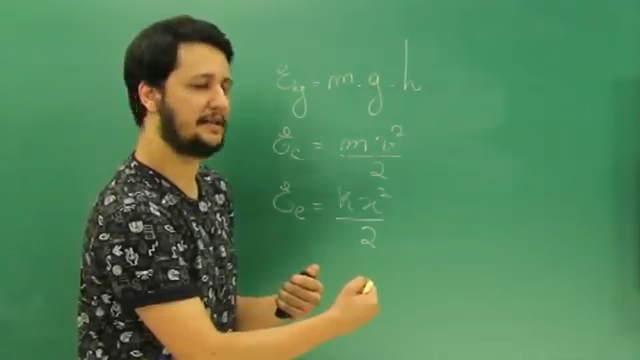 Eg = m . g . h
Ec = m . v² / 2
Ee = k . x² / 2